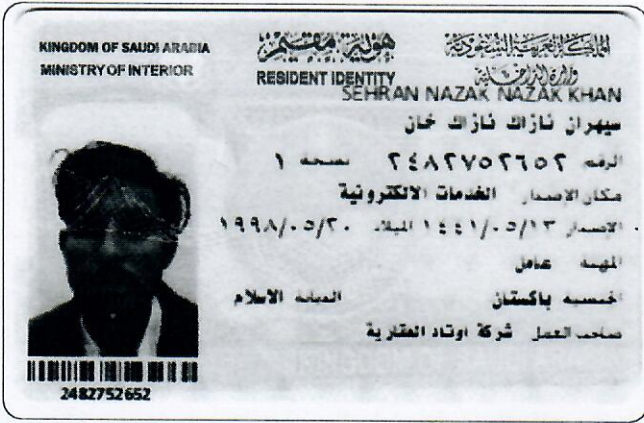 KINGDOM OF SAUDI ARABIA
MINISTRY OF INTERIOR
هوية مقيم
RESIDENT IDENTITY
المملكة العربية السعودية
وزارة الداخلية
SEHRAN NAZAK NAZAK KHAN
سيهران نازاك نازاك خان
الرقم ٢٤٨٢٧٥٢٦٥٢ نسخة ١
مكان الإصدار الخدمات الالكترونية
الإصدار ١٤٤١/٠٥/١٣ الميلاد ١٩٩٨/٠٥/٢٠
المهنة عامل
الجنسية باكستان الديانة الاسلام
صاحب العمل شركة اوتاد العقارية
2482752652